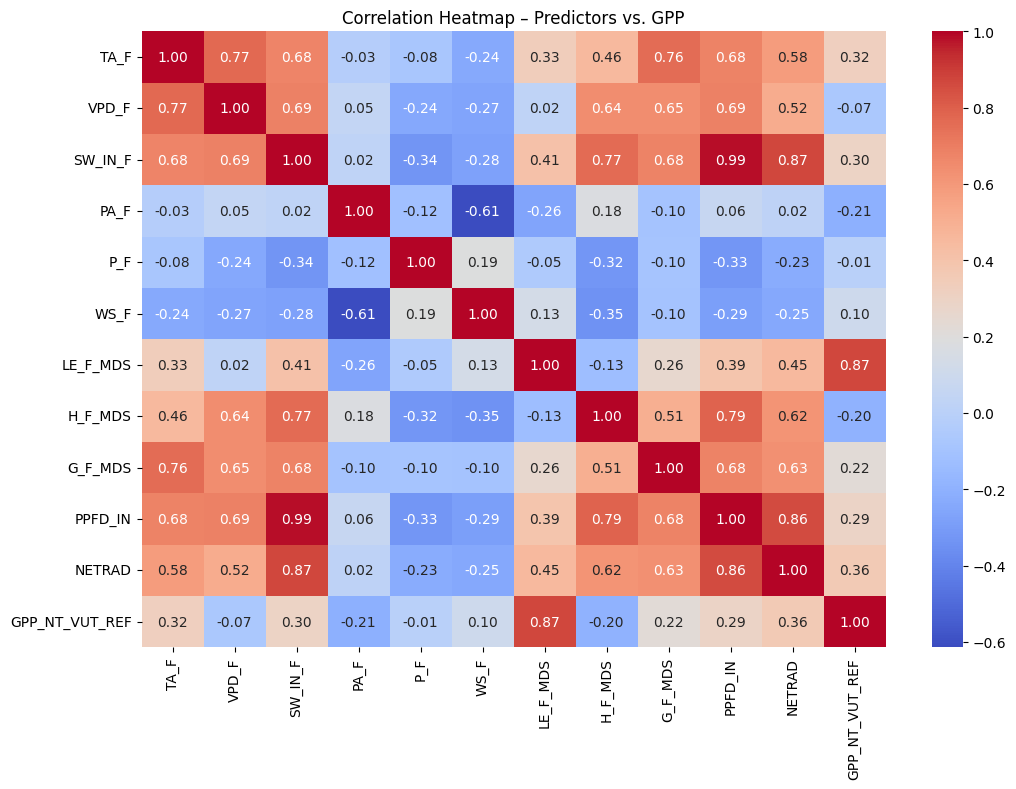 Correlation Heatmap – Predictors vs. GPP
TA_F 1.00 0.77 0.68 -0.03 -0.08 -0.24 0.33 0.46 0.76 0.68 0.58 0.32
VPD_F 0.77 1.00 0.69 0.05 -0.24 -0.27 0.02 0.64 0.65 0.69 0.52 -0.07
SW_IN_F 0.68 0.69 1.00 0.02 -0.34 -0.28 0.41 0.77 0.68 0.99 0.87 0.30
PA_F -0.03 0.05 0.02 1.00 -0.12 -0.61 -0.26 0.18 -0.10 0.06 0.02 -0.21
P_F -0.08 -0.24 -0.34 -0.12 1.00 0.19 -0.05 -0.32 -0.10 -0.33 -0.23 -0.01
WS_F -0.24 -0.27 -0.28 -0.61 0.19 1.00 0.13 -0.35 -0.10 -0.29 -0.25 0.10
LE_F_MDS 0.33 0.02 0.41 -0.26 -0.05 0.13 1.00 -0.13 0.26 0.39 0.45 0.87
H_F_MDS 0.46 0.64 0.77 0.18 -0.32 -0.35 -0.13 1.00 0.51 0.79 0.62 -0.20
G_F_MDS 0.76 0.65 0.68 -0.10 -0.10 -0.10 0.26 0.51 1.00 0.68 0.63 0.22
PPFD_IN 0.68 0.69 0.99 0.06 -0.33 -0.29 0.39 0.79 0.68 1.00 0.86 0.29
NETRAD 0.58 0.52 0.87 0.02 -0.23 -0.25 0.45 0.62 0.63 0.86 1.00 0.36
GPP_NT_VUT_REF 0.32 -0.07 0.30 -0.21 -0.01 0.10 0.87 -0.20 0.22 0.29 0.36 1.00
TA_F VPD_F SW_IN_F PA_F P_F WS_F LE_F_MDS H_F_MDS G_F_MDS PPFD_IN NETRAD GPP_NT_VUT_REF
1.0
0.8
0.6
0.4
0.2
0.0
−0.2
−0.4
−0.6